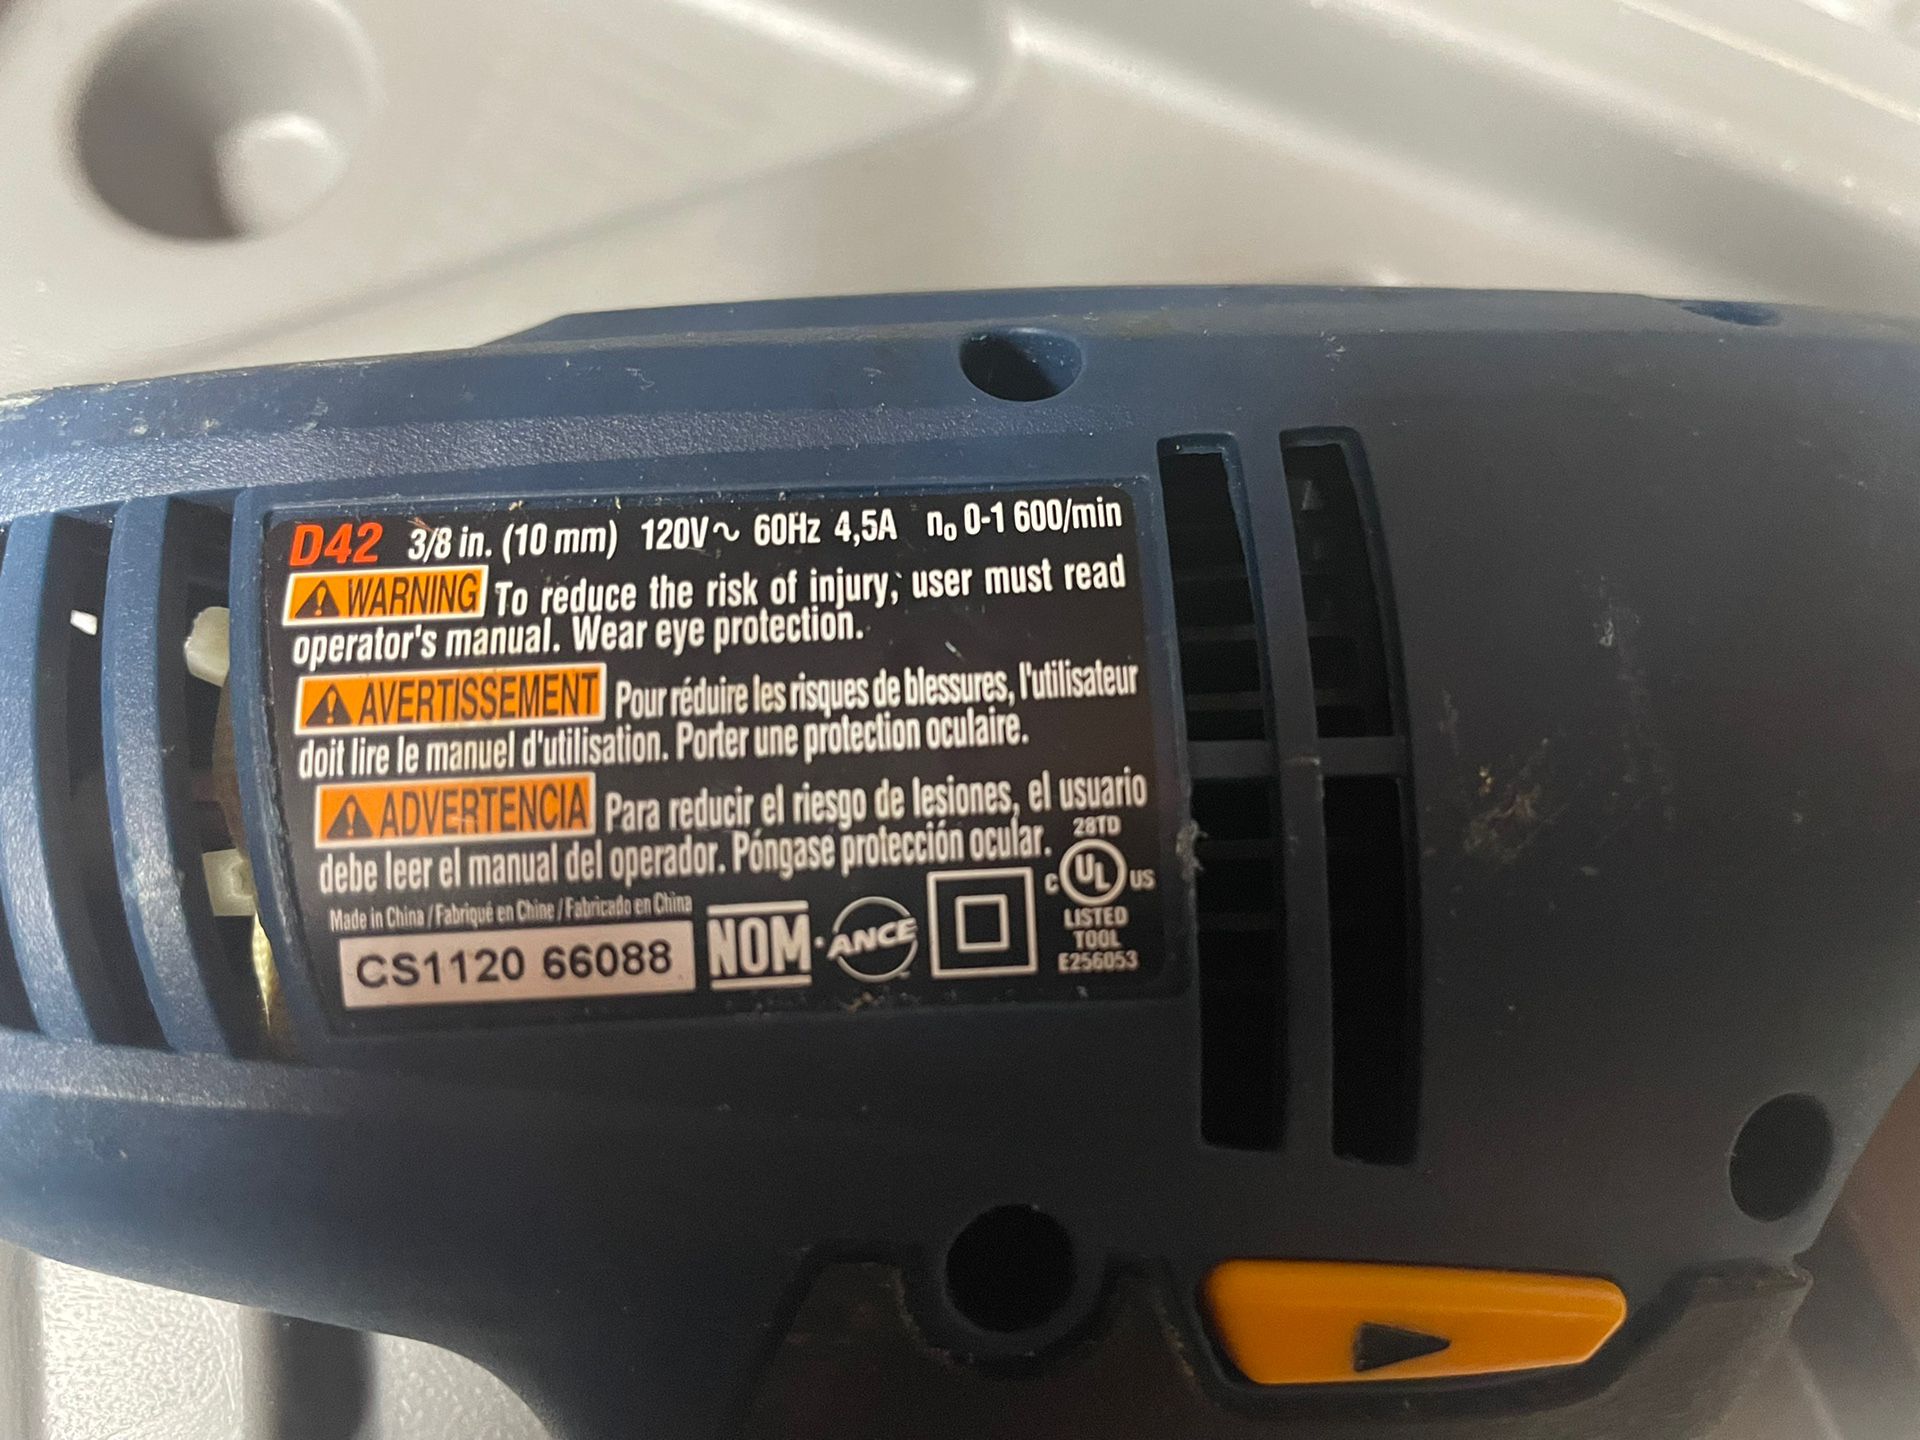 D42 3/8 in. (10 mm) 120V~ 60Hz 4,5A n₀ 0-1 600/min
⚠ WARNING To reduce the risk of injury, user must read
operator's manual. Wear eye protection.
⚠ AVERTISSEMENT Pour réduire les risques de blessures, l'utilisateur
doit lire le manuel d'utilisation. Porter une protection oculaire.
⚠ ADVERTENCIA Para reducir el riesgo de lesiones, el usuario
debe leer el manual del operador. Póngase protección ocular.
Made in China / Fabriqué en Chine / Fabricado en China
CS1120 66088
NOM-ANCE
28TD
C UL US
LISTED
TOOL
E256053